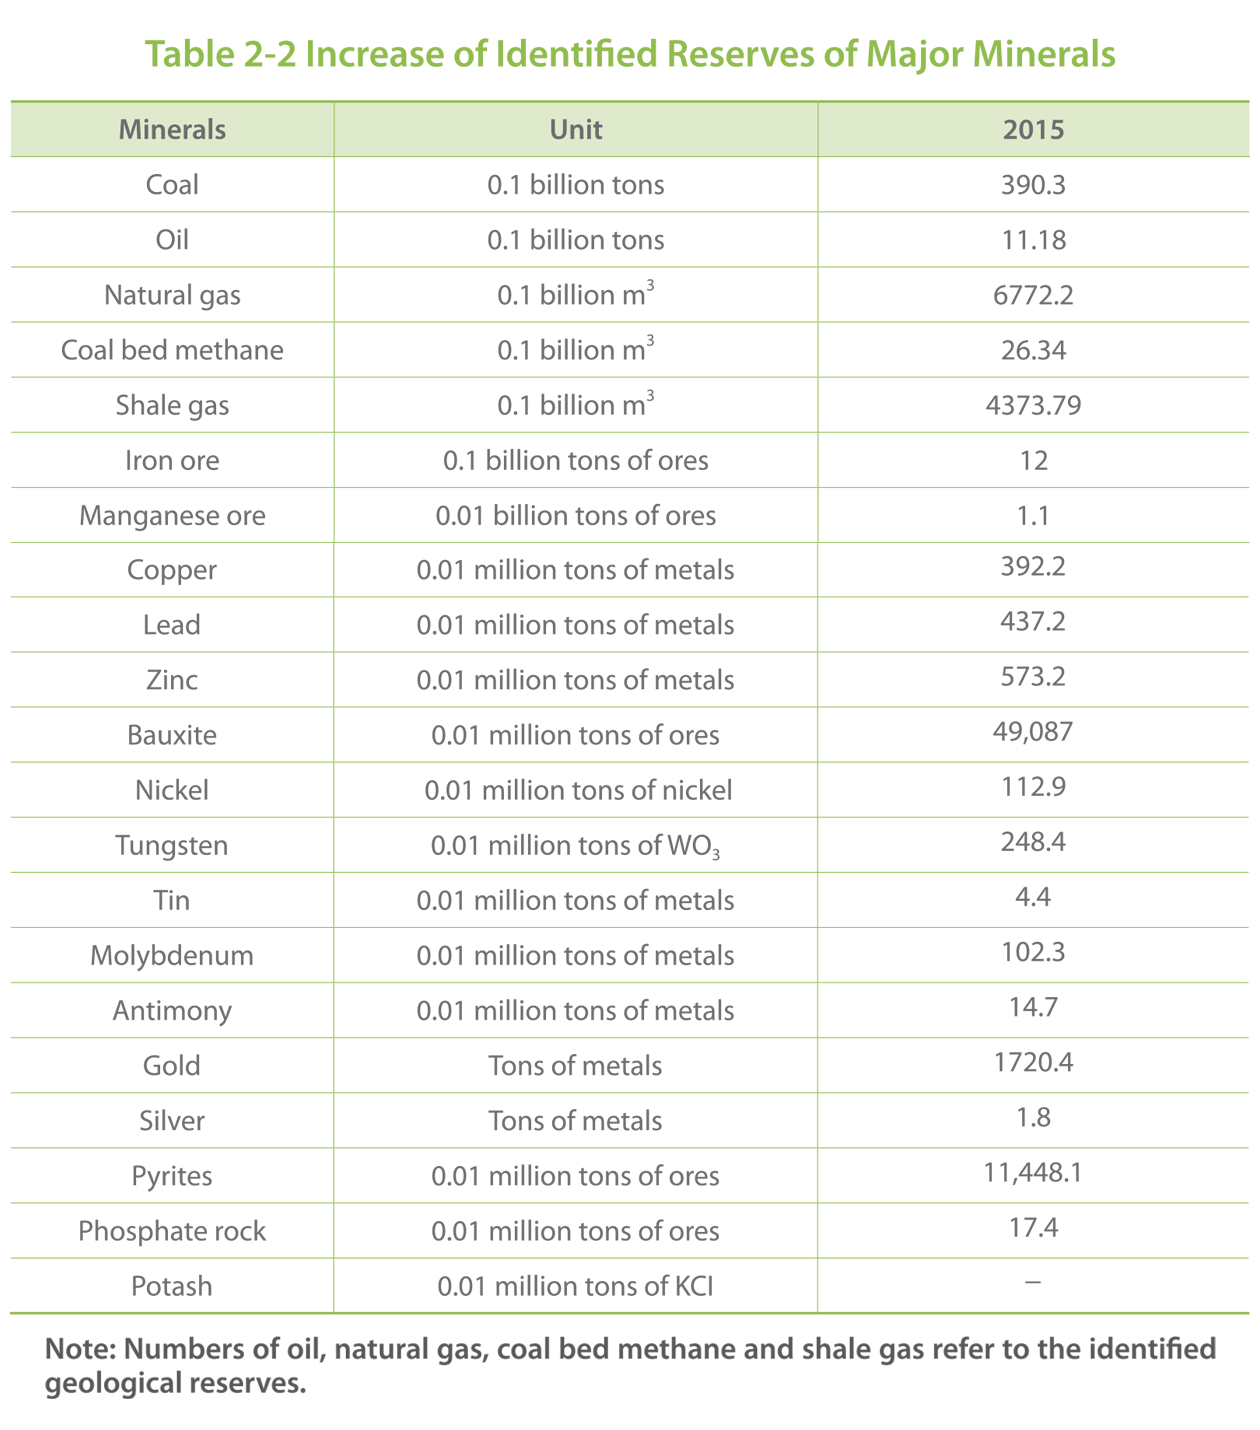 Table 2-2 Increase of Identified Reserves of Major Minerals
Minerals Unit 2015
Coal 0.1 billion tons 390.3
Oil 0.1 billion tons 11.18
Natural gas 0.1 billion m³ 6772.2
Coal bed methane 0.1 billion m³ 26.34
Shale gas 0.1 billion m³ 4373.79
Iron ore 0.1 billion tons of ores 12
Manganese ore 0.01 billion tons of ores 1.1
Copper 0.01 million tons of metals 392.2
Lead 0.01 million tons of metals 437.2
Zinc 0.01 million tons of metals 573.2
Bauxite 0.01 million tons of ores 49,087
Nickel 0.01 million tons of nickel 112.9
Tungsten 0.01 million tons of WO₃ 248.4
Tin 0.01 million tons of metals 4.4
Molybdenum 0.01 million tons of metals 102.3
Antimony 0.01 million tons of metals 14.7
Gold Tons of metals 1720.4
Silver Tons of metals 1.8
Pyrites 0.01 million tons of ores 11,448.1
Phosphate rock 0.01 million tons of ores 17.4
Potash 0.01 million tons of KCl –
Note: Numbers of oil, natural gas, coal bed methane and shale gas refer to the identified
geological reserves.